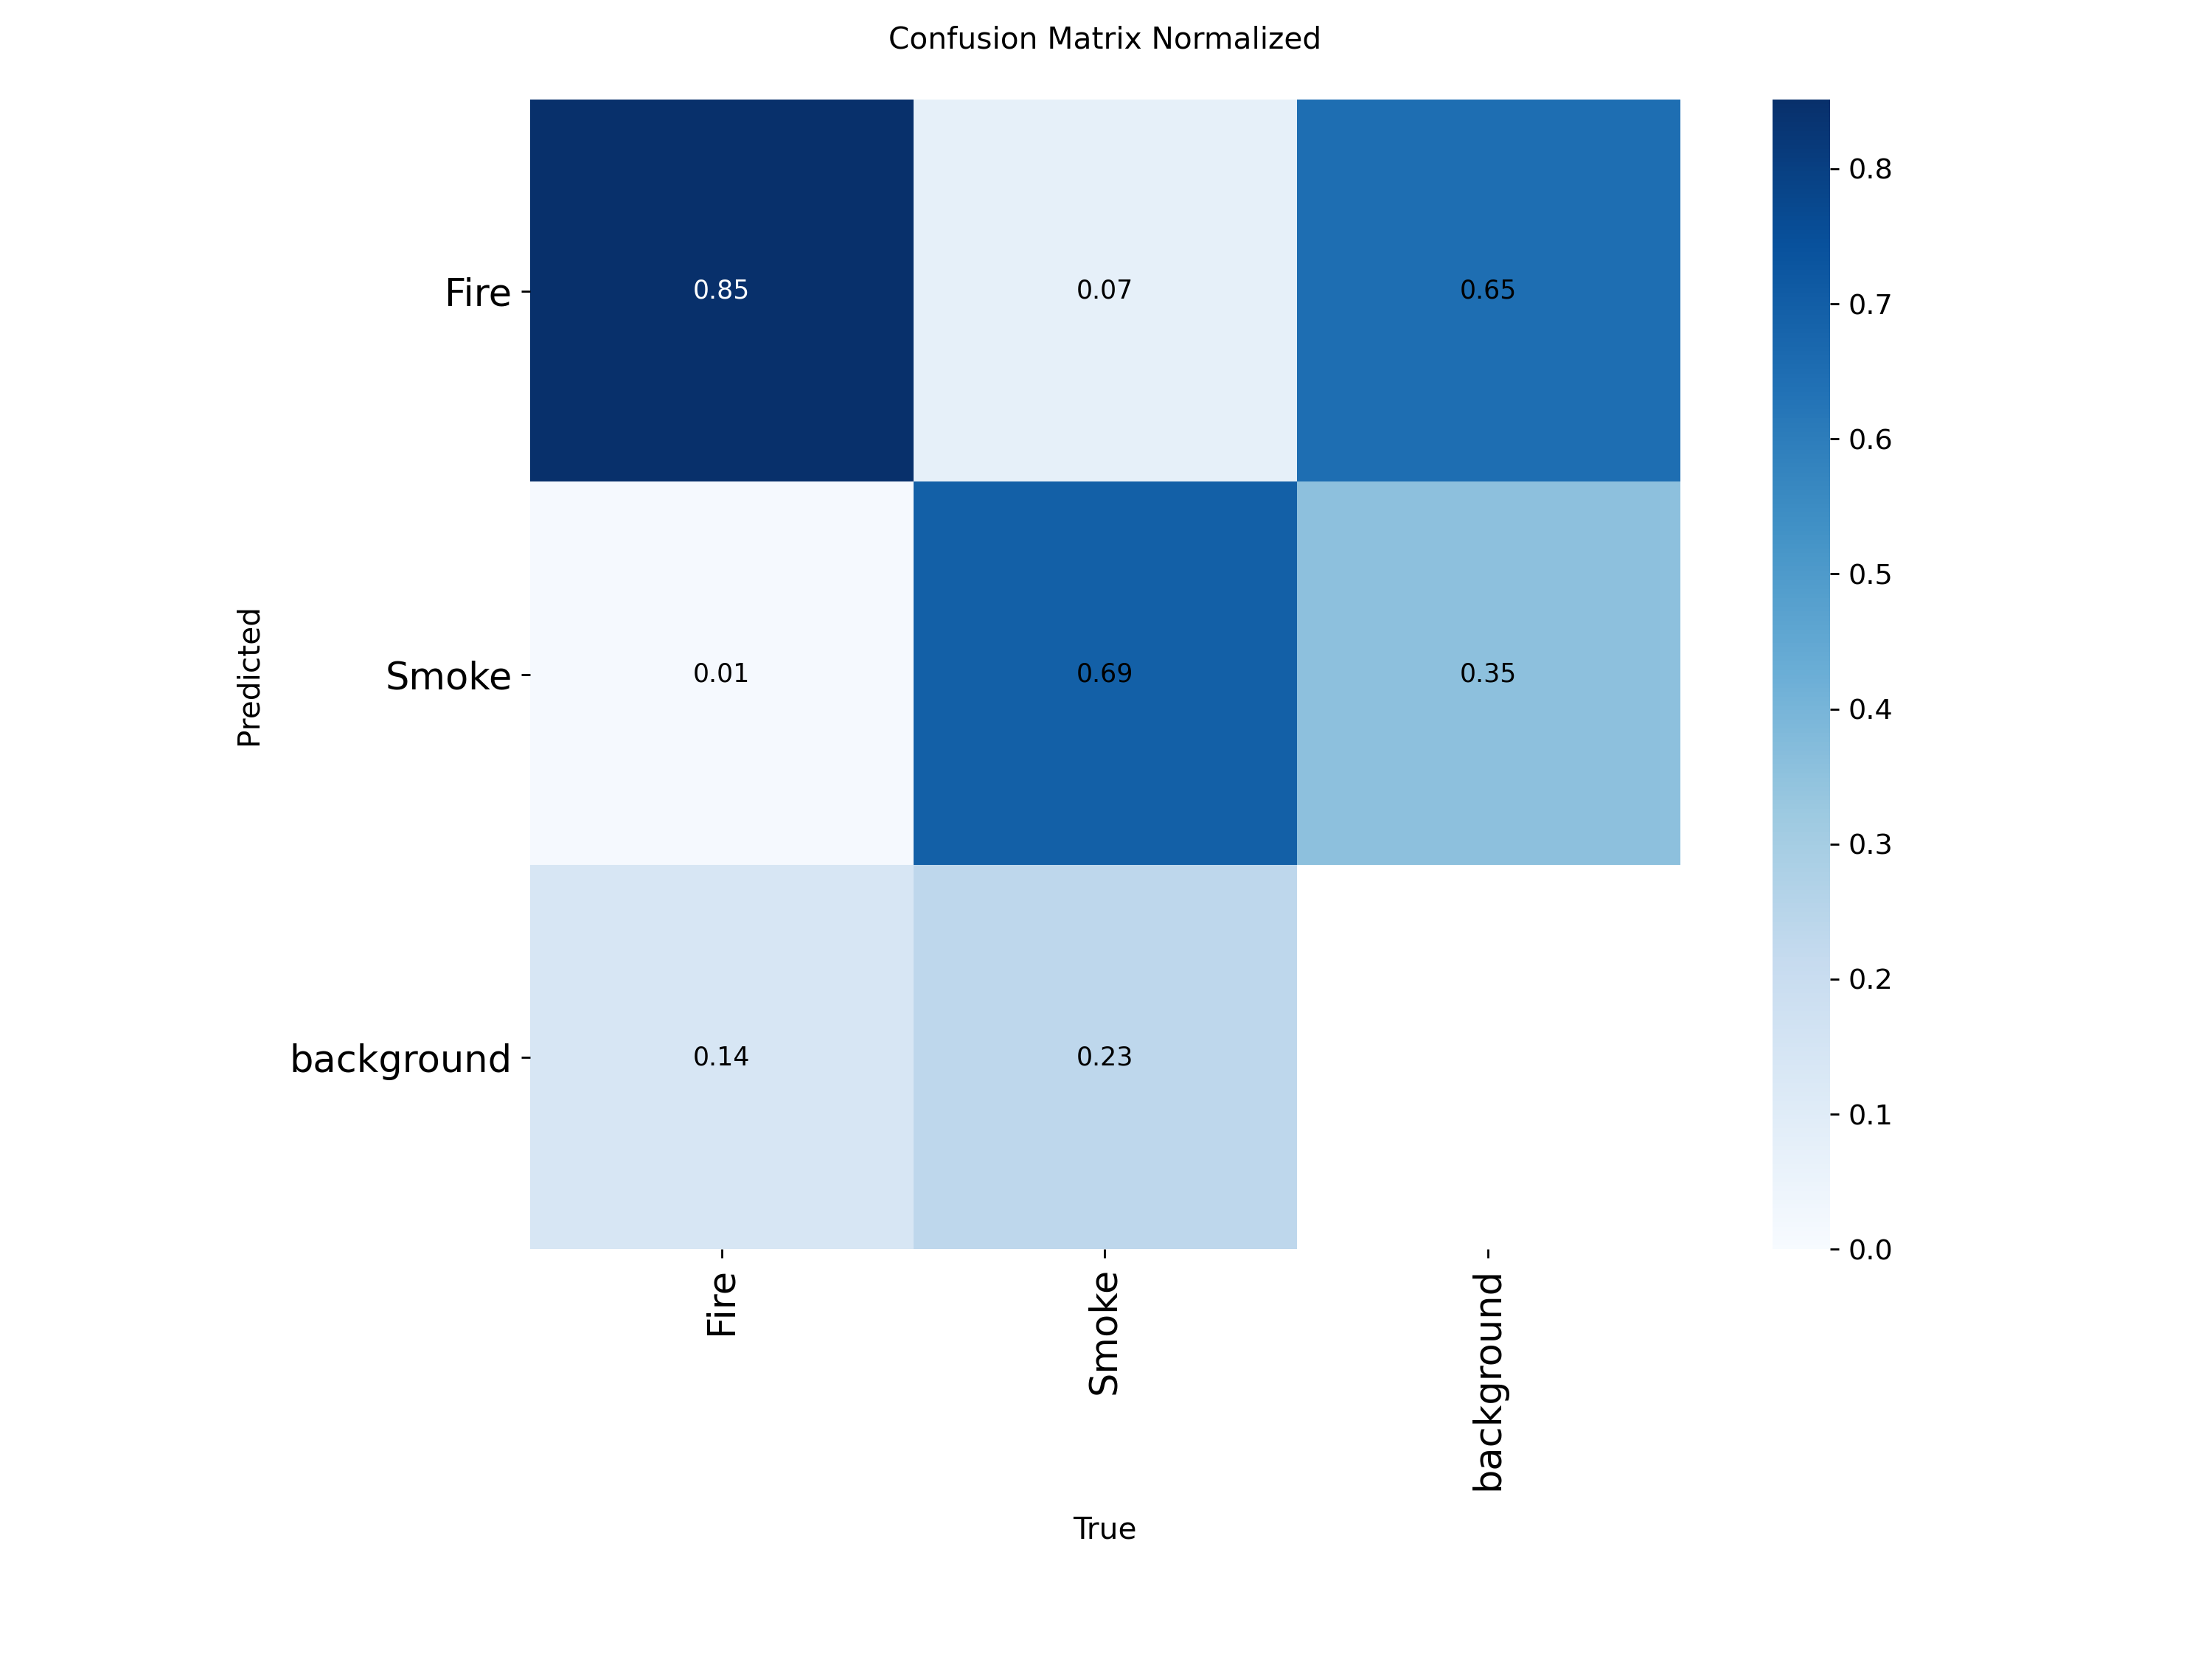 Confusion Matrix Normalized
Fire
0.85
0.07
0.65
Smoke
0.01
0.69
0.35
background
0.14
0.23
Predicted
Fire
Smoke
background
True
0.8
0.7
0.6
0.5
0.4
0.3
0.2
0.1
0.0